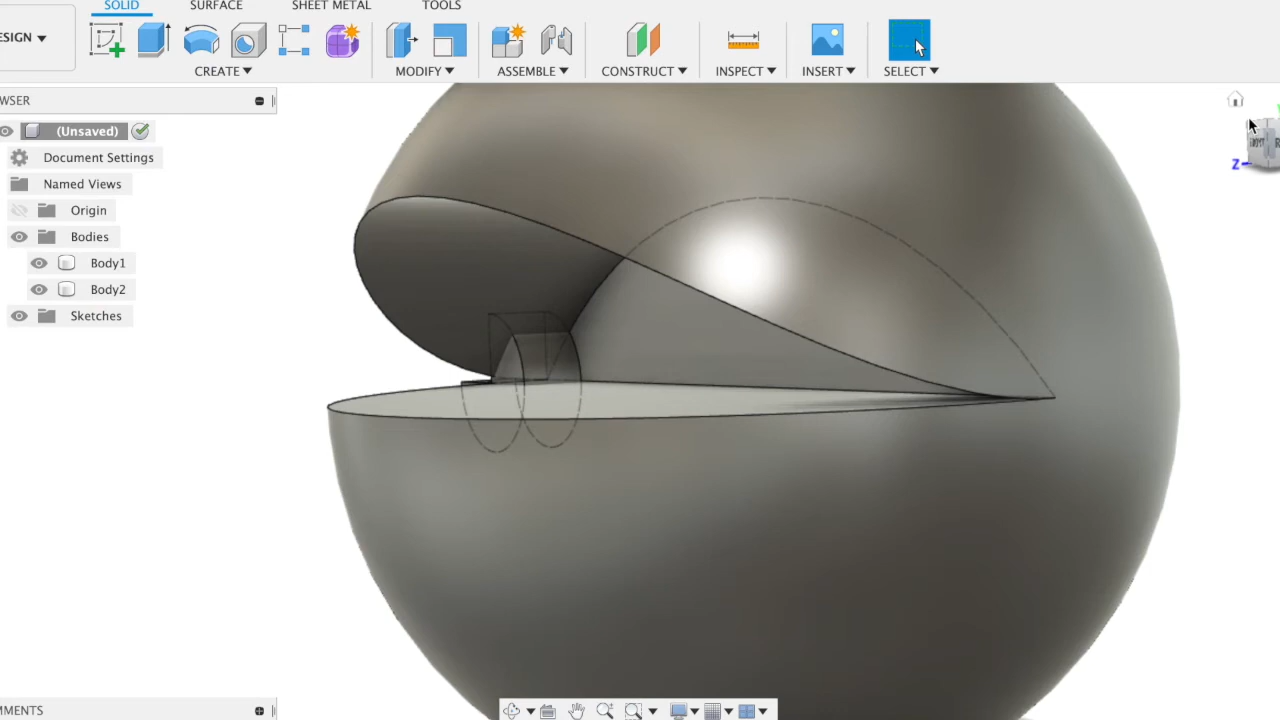 SOLID SURFACE SHEET METAL TOOLS
ESIGN
CREATE MODIFY ASSEMBLE CONSTRUCT INSPECT INSERT SELECT
WSER
(Unsaved)
Document Settings
Named Views
Origin
Bodies
Body1
Body2
Sketches
Z
MMENTS